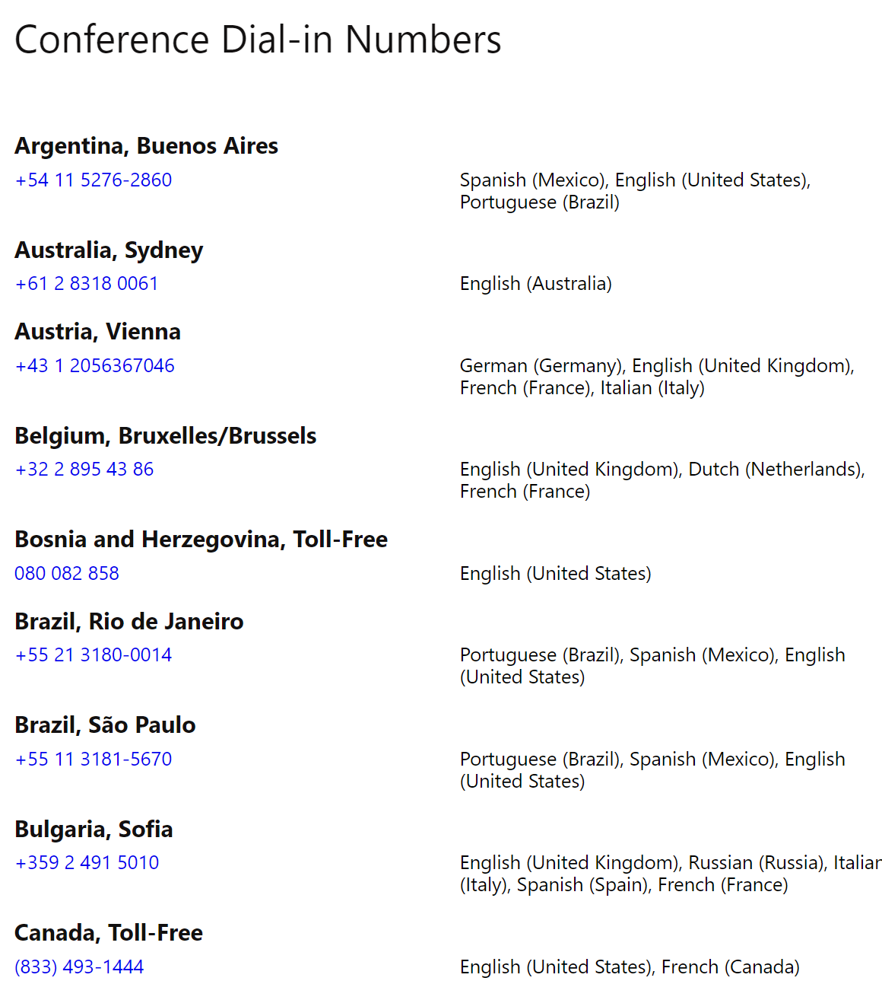 Conference Dial-in Numbers
Argentina, Buenos Aires
+54 11 5276-2860
Spanish (Mexico), English (United States),
Portuguese (Brazil)
Australia, Sydney
+61 2 8318 0061
English (Australia)
Austria, Vienna
+43 1 2056367046
German (Germany), English (United Kingdom),
French (France), Italian (Italy)
Belgium, Bruxelles/Brussels
+32 2 895 43 86
English (United Kingdom), Dutch (Netherlands),
French (France)
Bosnia and Herzegovina, Toll-Free
080 082 858
English (United States)
Brazil, Rio de Janeiro
+55 21 3180-0014
Portuguese (Brazil), Spanish (Mexico), English
(United States)
Brazil, São Paulo
+55 11 3181-5670
Portuguese (Brazil), Spanish (Mexico), English
(United States)
Bulgaria, Sofia
+359 2 491 5010
English (United Kingdom), Russian (Russia), Italian
(Italy), Spanish (Spain), French (France)
Canada, Toll-Free
(833) 493-1444
English (United States), French (Canada)